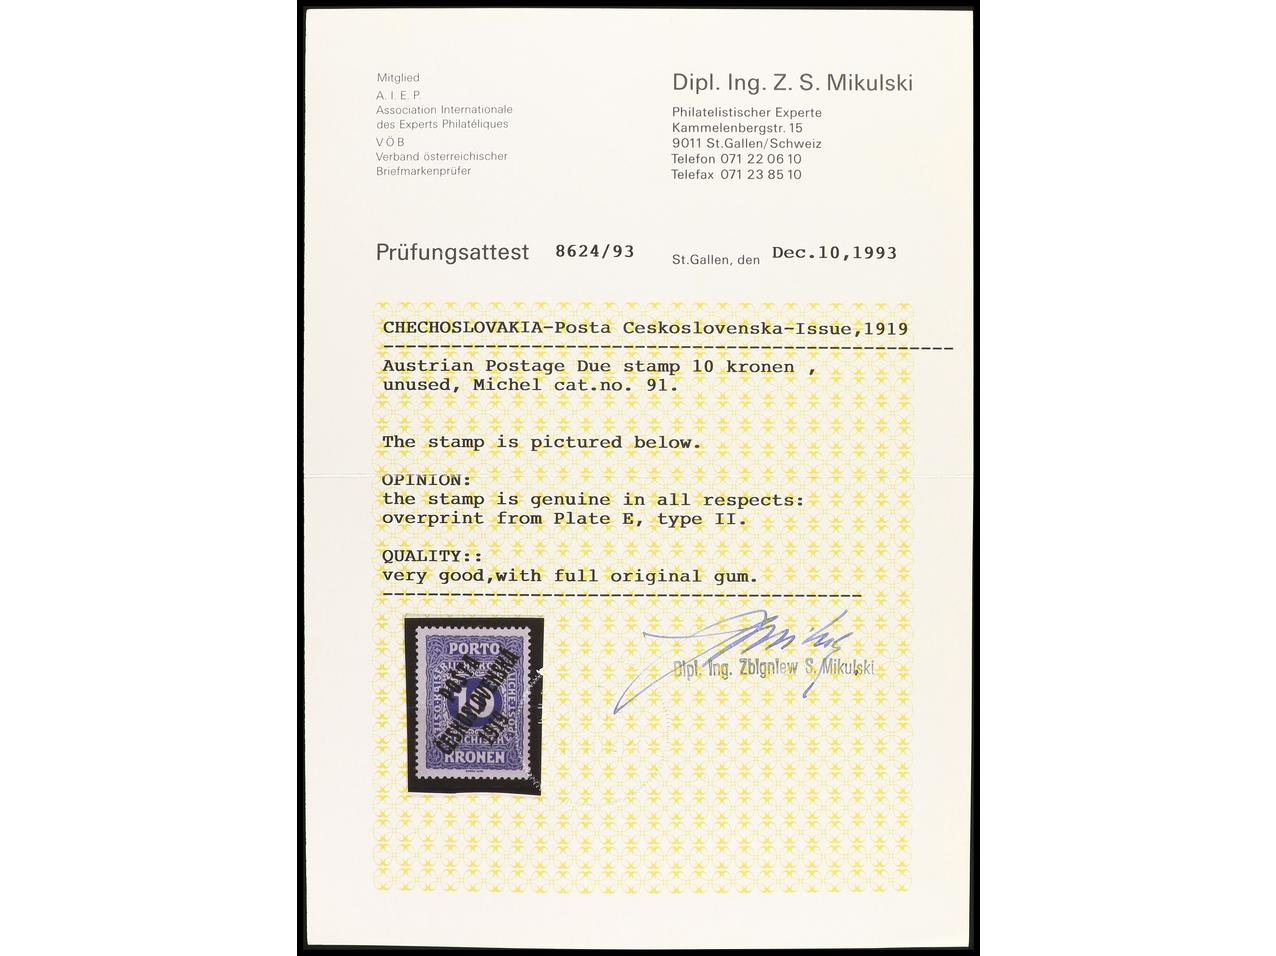 Mitglied
A. I. E. P.
Association Internationale
des Experts Philatéliques
V Ö B
Verband österreichischer
Briefmarkenprüfer
Dipl. Ing. Z. S. Mikulski
Philatelistischer Experte
Kammelenbergstr. 15
9011 St.Gallen/Schweiz
Telefon 071 22 06 10
Telefax 071 23 85 10
Prüfungsattest 8624/93
St.Gallen, den Dec.10,1993
CHECHOSLOVAKIA-Posta Ceskoslovenska-Issue,1919
Austrian Postage Due stamp 10 kronen ,
unused, Michel cat.no. 91.
The stamp is pictured below.
OPINION:
the stamp is genuine in all respects:
overprint from Plate E, type II.
QUALITY::
very good,with full original gum.
Dipl. Ing. Zbigniew S. Mikulski
PORTO
POŠTA
ČESKOSLOVENSKÁ
1919
10
KRONEN